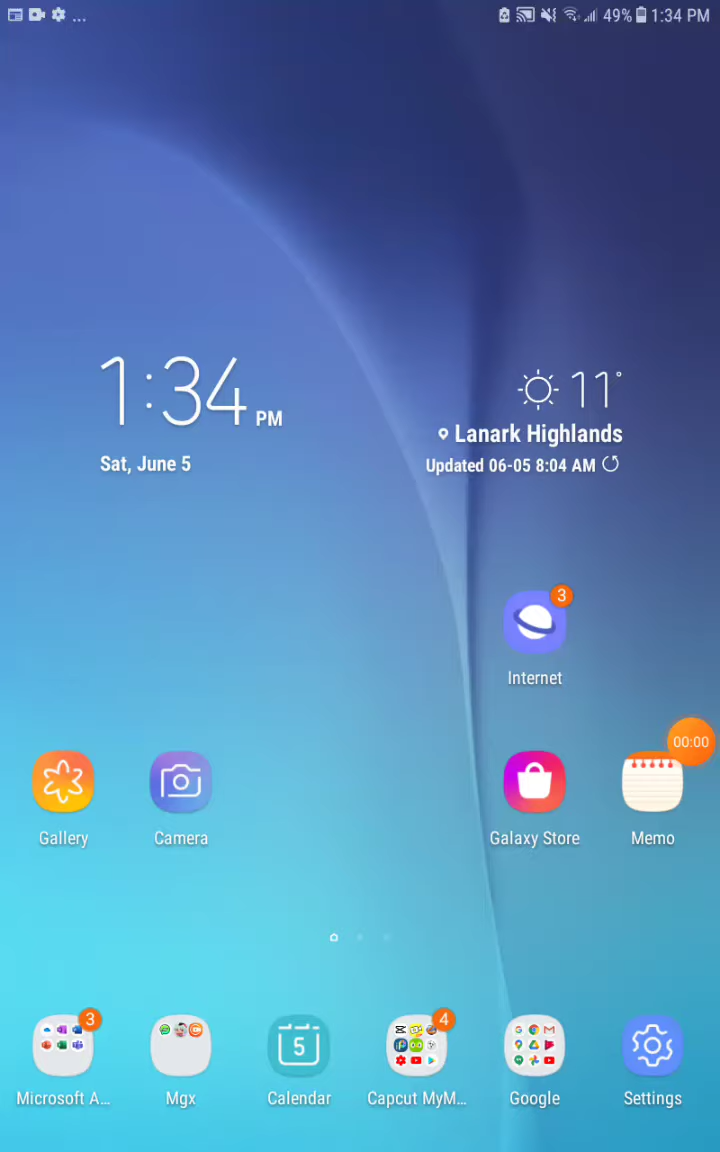 ... 49% 1:34 PM
1:34 PM
Sat, June 5
11°
Lanark Highlands
Updated 06-05 8:04 AM
3
Internet
00:00
Gallery
Camera
Galaxy Store
Memo
3
5
4
Microsoft A...
Mgx
Calendar
Capcut MyM...
Google
Settings